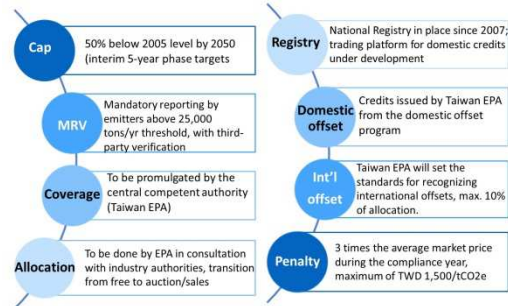 Cap
50% below 2005 level by 2050
(interim 5-year phase targets
MRV
Mandatory reporting by
emitters above 25,000
tons/yr threshold, with third-
party verification
Coverage
To be promulgated by the
central competent authority
(Taiwan EPA)
Allocation
To be done by EPA in consultation
with industry authorities, transition
from free to auction/sales
Registry
National Registry in place since 2007;
trading platform for domestic credits
under development
Domestic
offset
Credits issued by Taiwan EPA
from the domestic offset
program
Int'l
offset
Taiwan EPA will set the
standards for recognizing
international offsets, max. 10%
of allocation.
Penalty
3 times the average market price
during the compliance year,
maximum of TWD 1,500/tCO2e